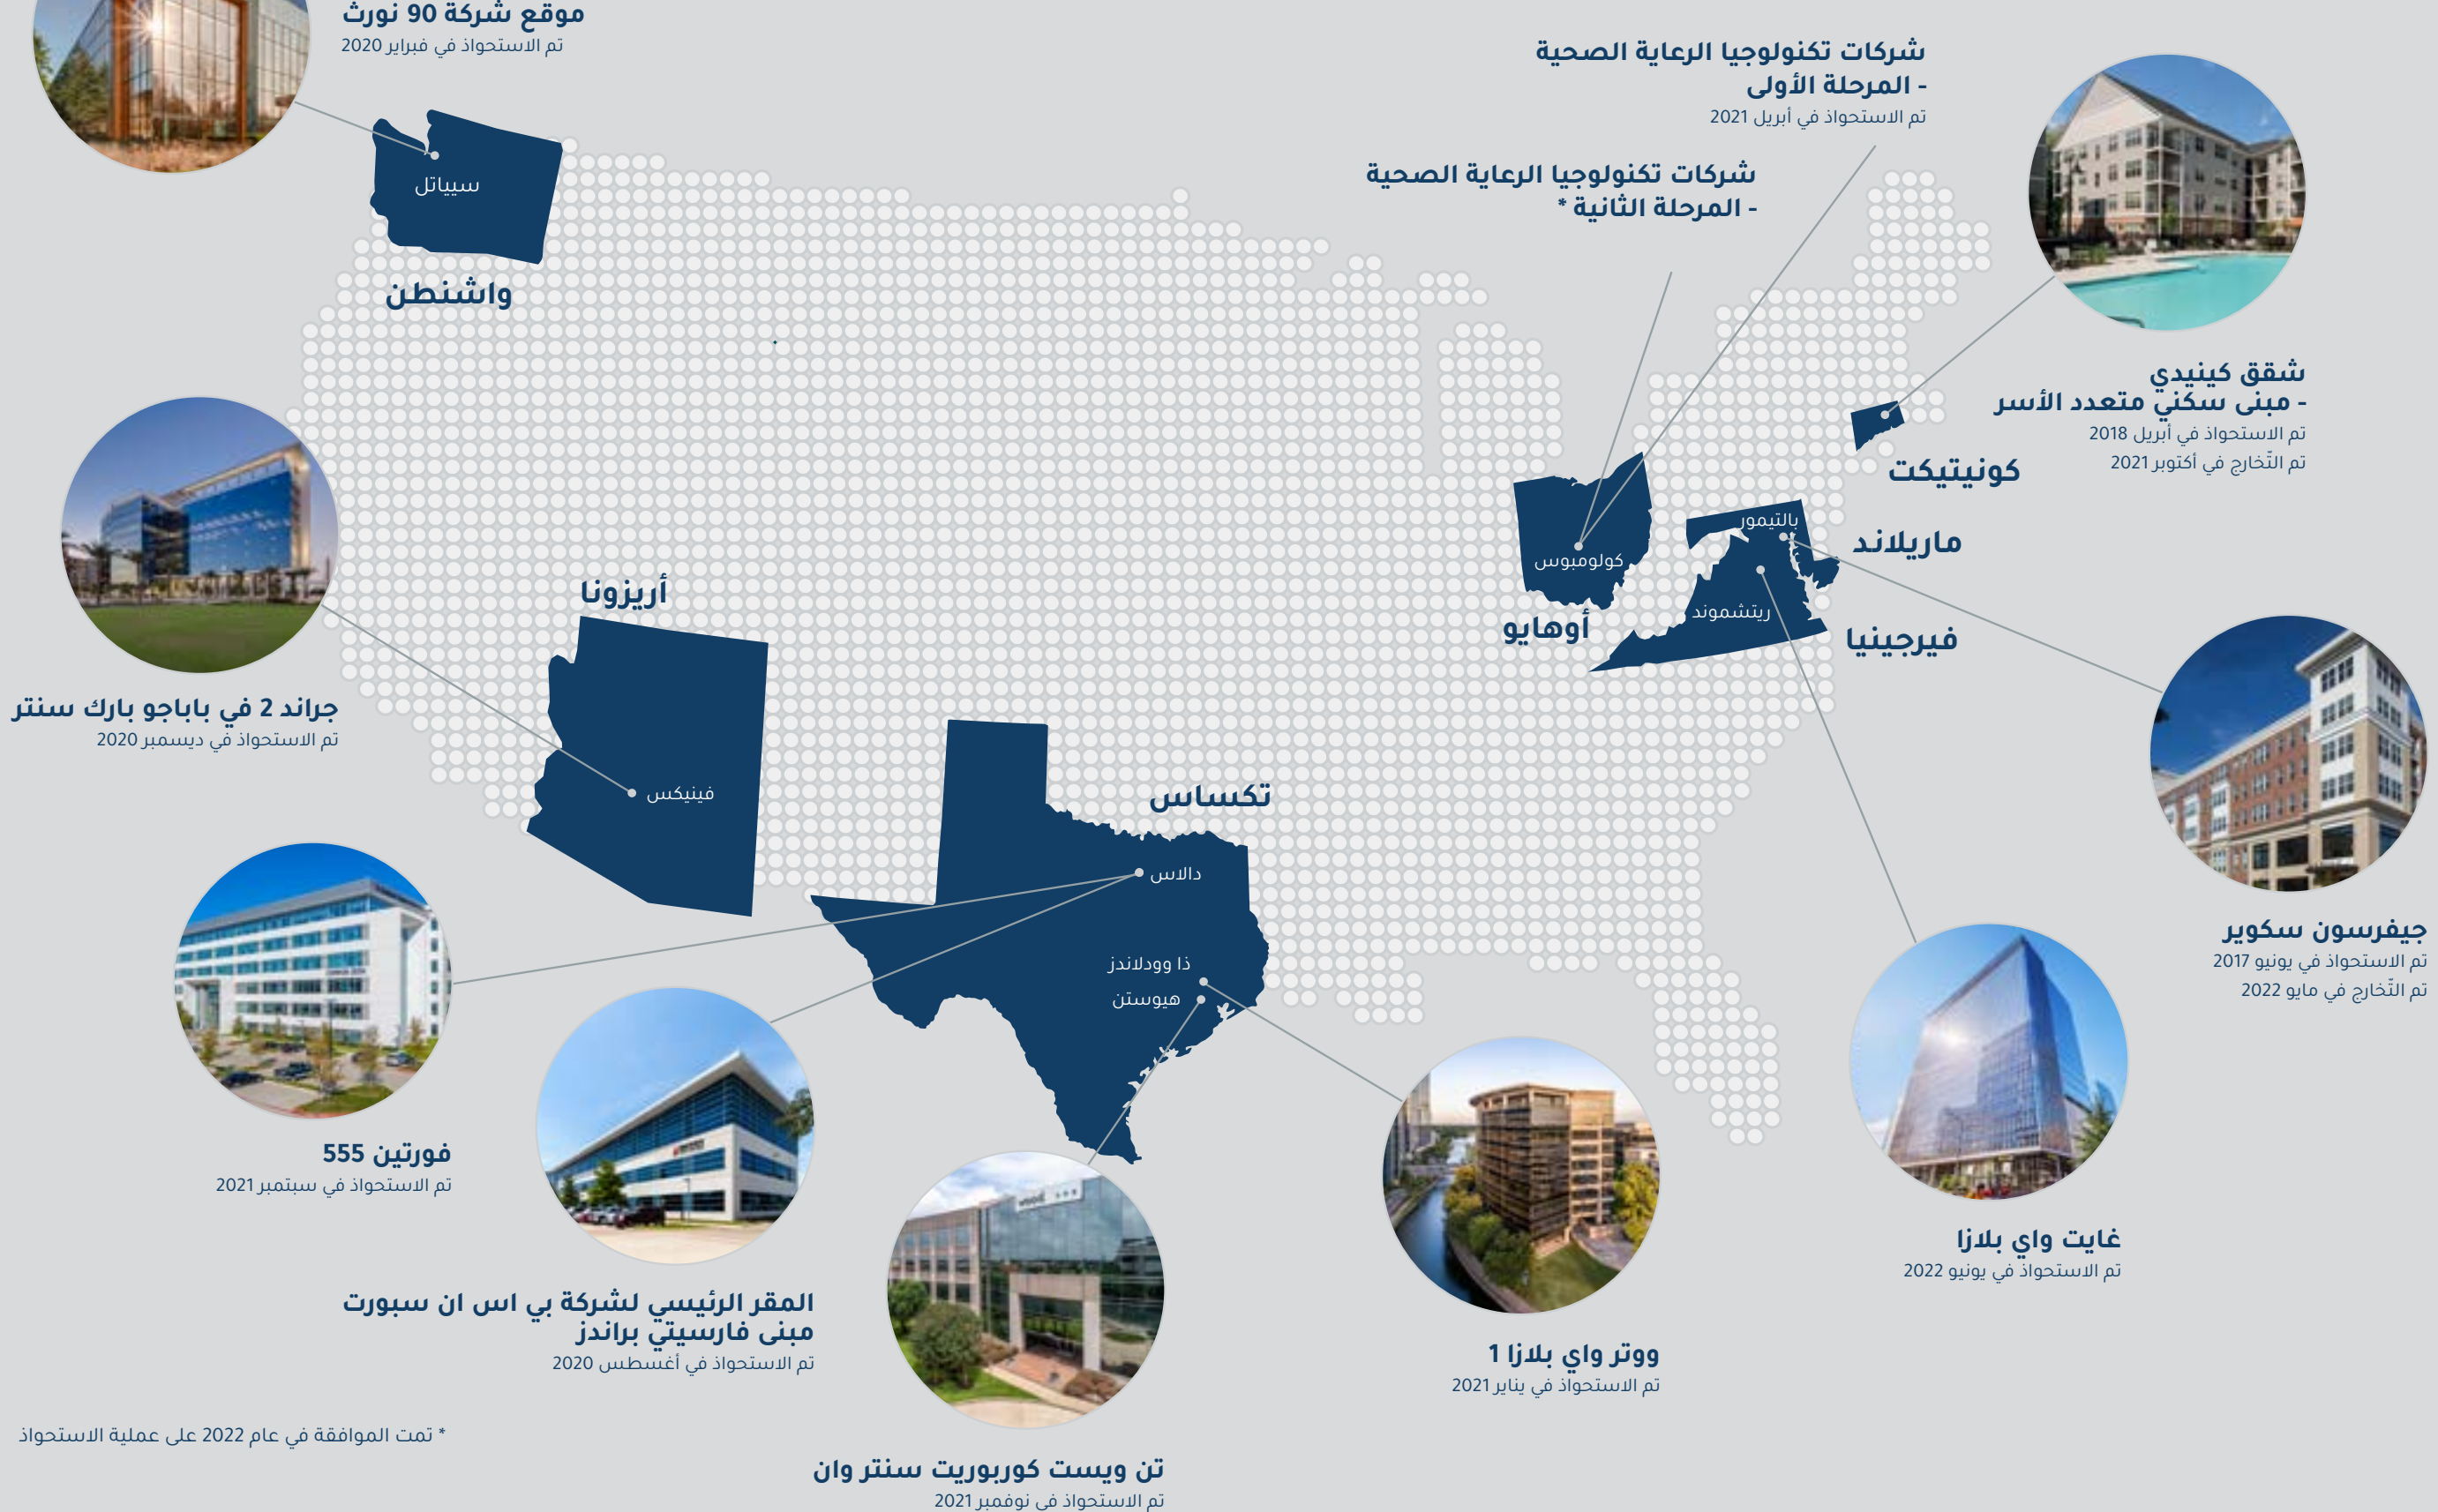 موقع شركة 90 نورث
تم الاستحواذ في فبراير 2020
شركات تكنولوجيا الرعاية الصحية
- المرحلة الأولى
تم الاستحواذ في أبريل 2021
شركات تكنولوجيا الرعاية الصحية
- المرحلة الثانية *
سيياتل
واشنطن
شقق كينيدي
- مبنى سكني متعدد الأسر
تم الاستحواذ في أبريل 2018
تم التّخارج في أكتوبر 2021
كونيتيكت
بالتيمور
ماريلاند
كولومبوس
أوهايو
ريتشموند
فيرجينيا
أريزونا
فينيكس
جراند 2 في باباجو بارك سنتر
تم الاستحواذ في ديسمبر 2020
تكساس
دالاس
ذا وودلاندز
هيوستن
جيفرسون سكوير
تم الاستحواذ في يونيو 2017
تم التّخارج في مايو 2022
فورتين 555
تم الاستحواذ في سبتمبر 2021
غايت واي بلازا
تم الاستحواذ في يونيو 2022
المقر الرئيسي لشركة بي اس ان سبورت
مبنى فارسيتي براندز
تم الاستحواذ في أغسطس 2020
ووتر واي بلازا 1
تم الاستحواذ في يناير 2021
تن ويست كوربوريت سنتر وان
تم الاستحواذ في نوفمبر 2021
* تمت الموافقة في عام 2022 على عملية الاستحواذ